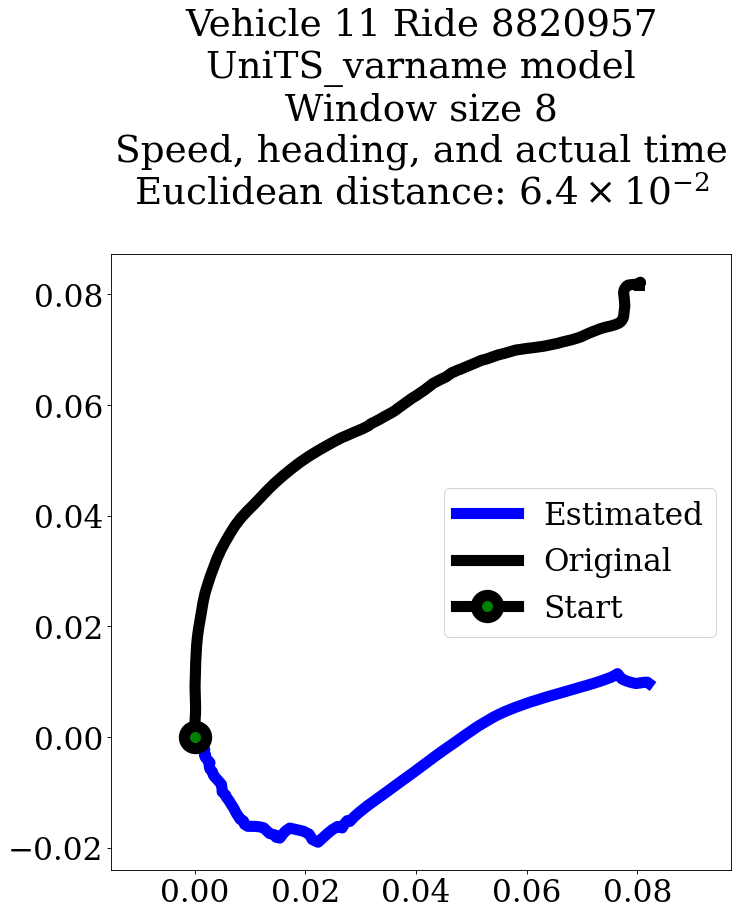 Vehicle 11 Ride 8820957
UniTS_varname model
Window size 8
Speed, heading, and actual time
Euclidean distance: 6.4 × 10⁻²
0.08
0.06
0.04
0.02
0.00
−0.02
Estimated
Original
Start
0.00 0.02 0.04 0.06 0.08